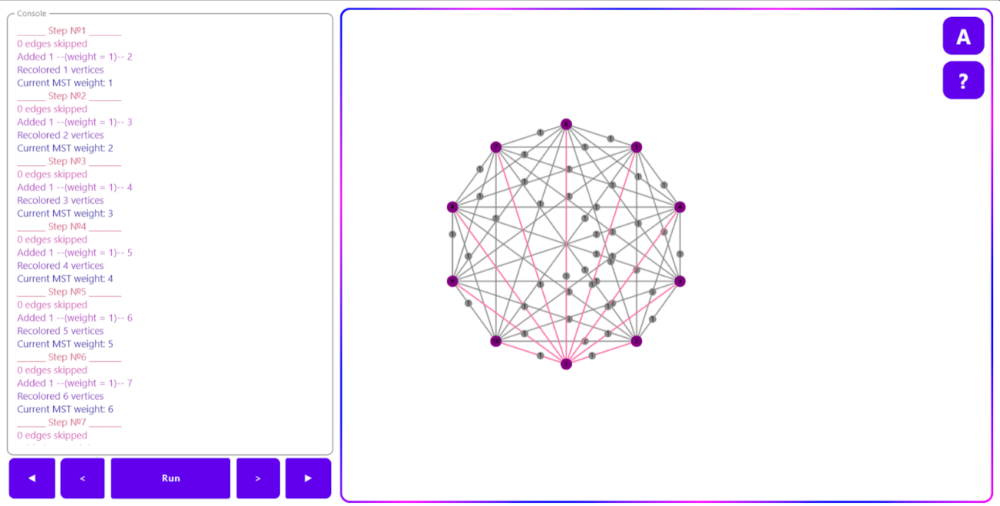 Console
______ Step №1 _______
0 edges skipped
Added 1 --(weight = 1)-- 2
Recolored 1 vertices
Current MST weight: 1
______ Step №2 _______
0 edges skipped
Added 1 --(weight = 1)-- 3
Recolored 2 vertices
Current MST weight: 2
______ Step №3 _______
0 edges skipped
Added 1 --(weight = 1)-- 4
Recolored 3 vertices
Current MST weight: 3
______ Step №4 _______
0 edges skipped
Added 1 --(weight = 1)-- 5
Recolored 4 vertices
Current MST weight: 4
______ Step №5 _______
0 edges skipped
Added 1 --(weight = 1)-- 6
Recolored 5 vertices
Current MST weight: 5
______ Step №6 _______
0 edges skipped
Added 1 --(weight = 1)-- 7
Recolored 6 vertices
Current MST weight: 6
______ Step №7 _______
0 edges skipped
◀
<
Run
>
▶
A
?